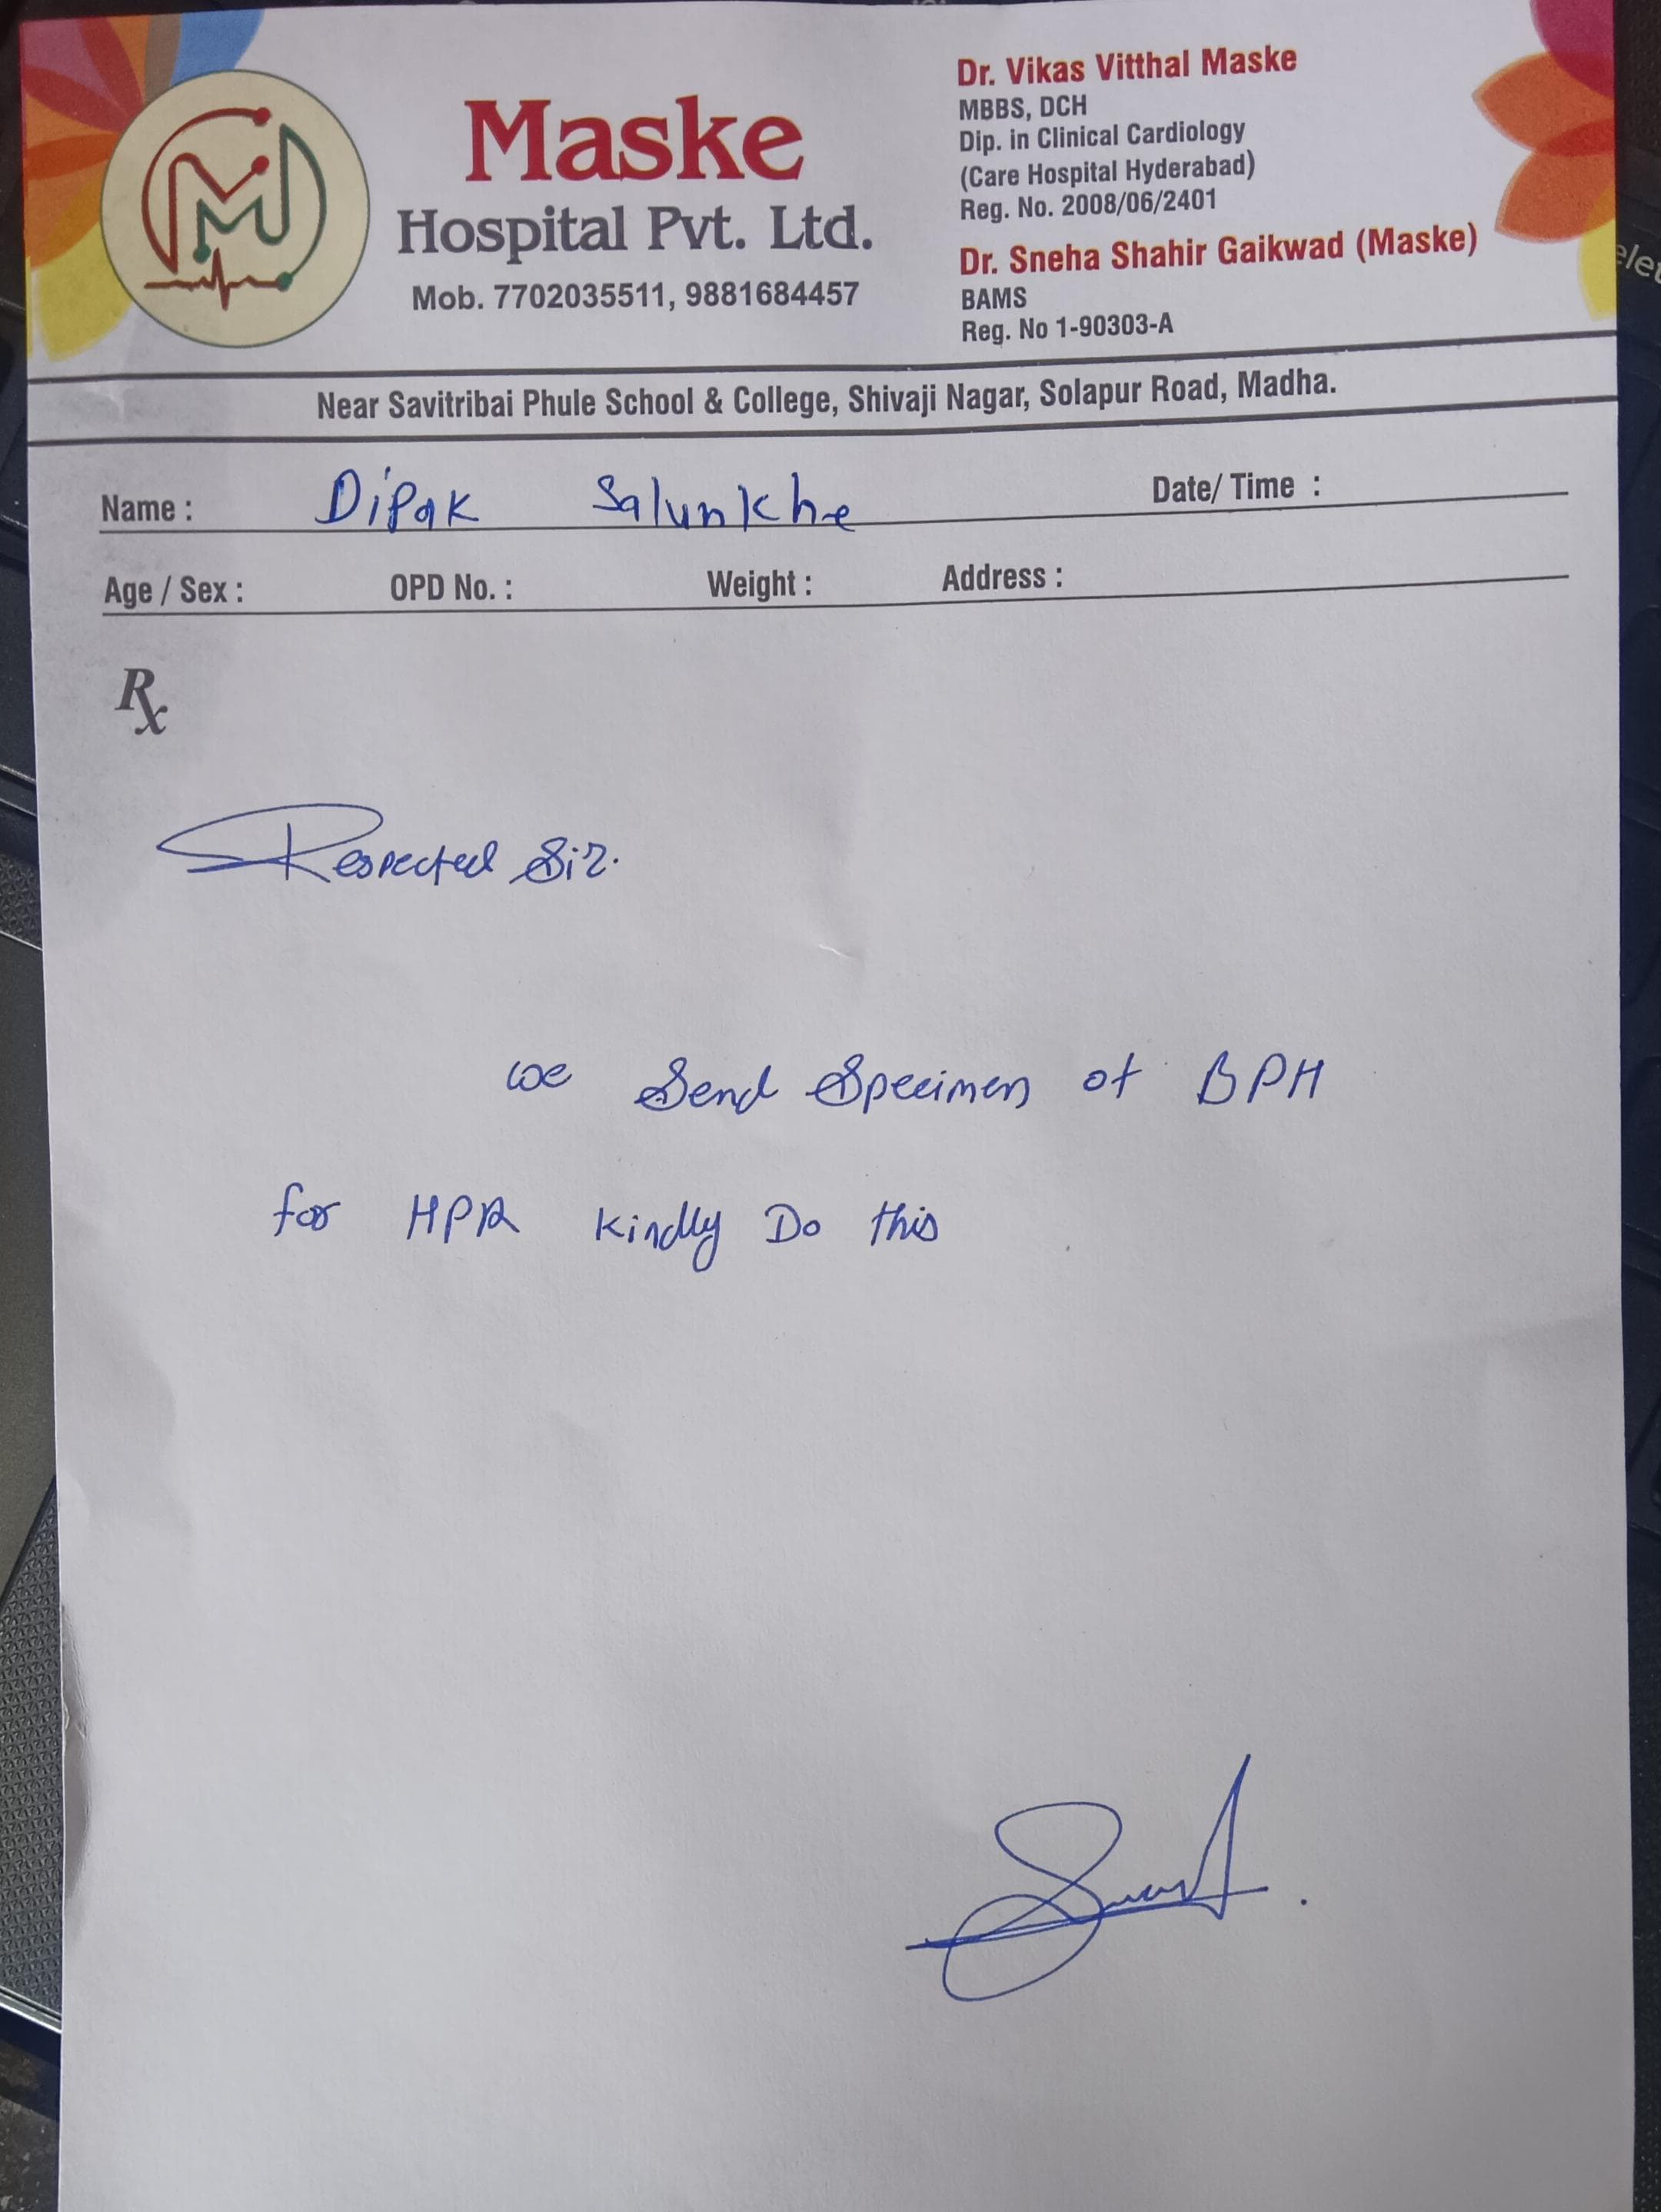 Maske
Hospital Pvt. Ltd.
Mob. 7702035511, 9881684457
Dr. Vikas Vitthal Maske
MBBS, DCH
Dip. in Clinical Cardiology
(Care Hospital Hyderabad)
Reg. No. 2008/06/2401
Dr. Sneha Shahir Gaikwad (Maske)
BAMS
Reg. No 1-90303-A
Near Savitribai Phule School & College, Shivaji Nagar, Solapur Road, Madha.
Name : Dipak Salunkhe Date/ Time :
Age / Sex : OPD No. : Weight : Address :
Rx
Respected Sir.
we Send Specimen of BPH
for HPR Kindly Do this